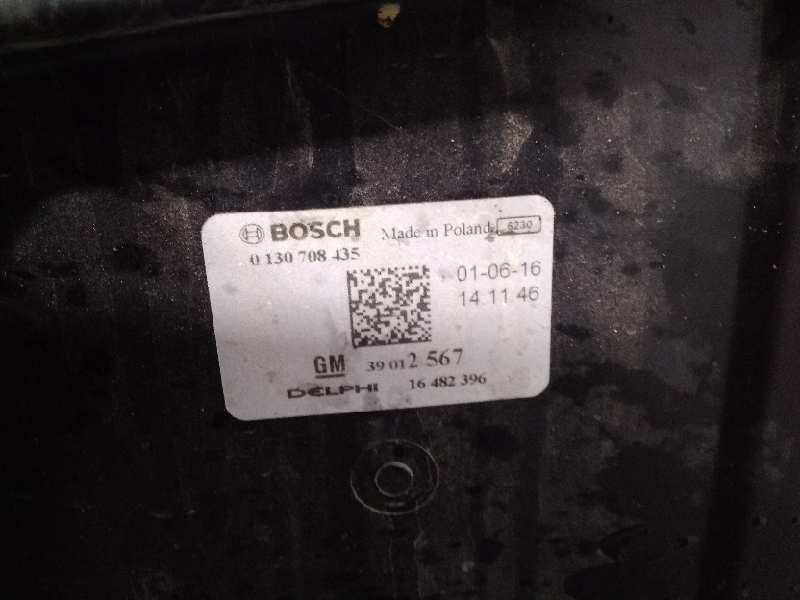 BOSCH Made in Poland 6230
0 130 708 435
01-06-16
14 11 46
GM 39 012 567
DELPHI 16 482 396